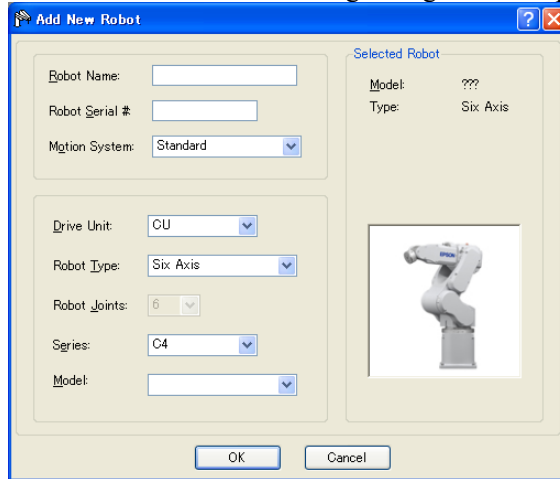 Add New Robot
Robot Name:
Robot Serial #:
Motion System: Standard
Drive Unit: CU
Robot Type: Six Axis
Robot Joints: 6
Series: C4
Model:
Selected Robot
Model: ???
Type: Six Axis
EPSON
OK
Cancel